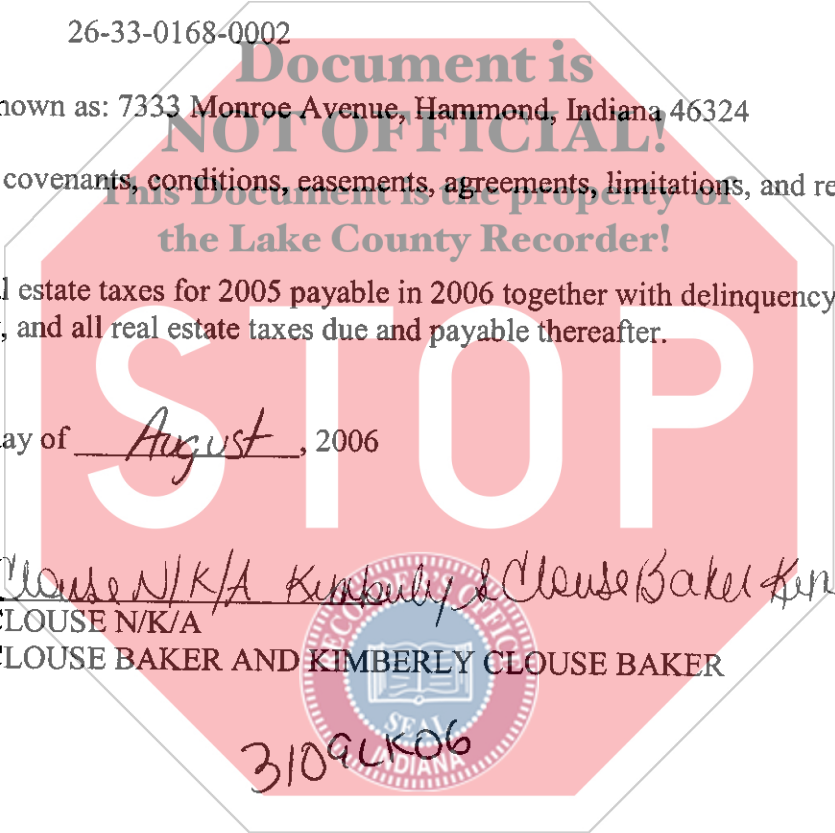 26-33-0168-0002
Document is
nown as: 7333 Monroe Avenue, Hammond, Indiana 46324
NOT OFFICIAL!
covenants, conditions, easements, agreements, limitations, and re
This Document is the property of
the Lake County Recorder!
l estate taxes for 2005 payable in 2006 together with delinquency
, and all real estate taxes due and payable thereafter.
STOP
ay of August, 2006
Clouse N/K/A Kimberly S Clouse Baker Kin
CLOUSE N/K/A
CLOUSE BAKER AND KIMBERLY CLOUSE BAKER
RECORDER'S OFFICE
SEAL
INDIANA
3109LK06